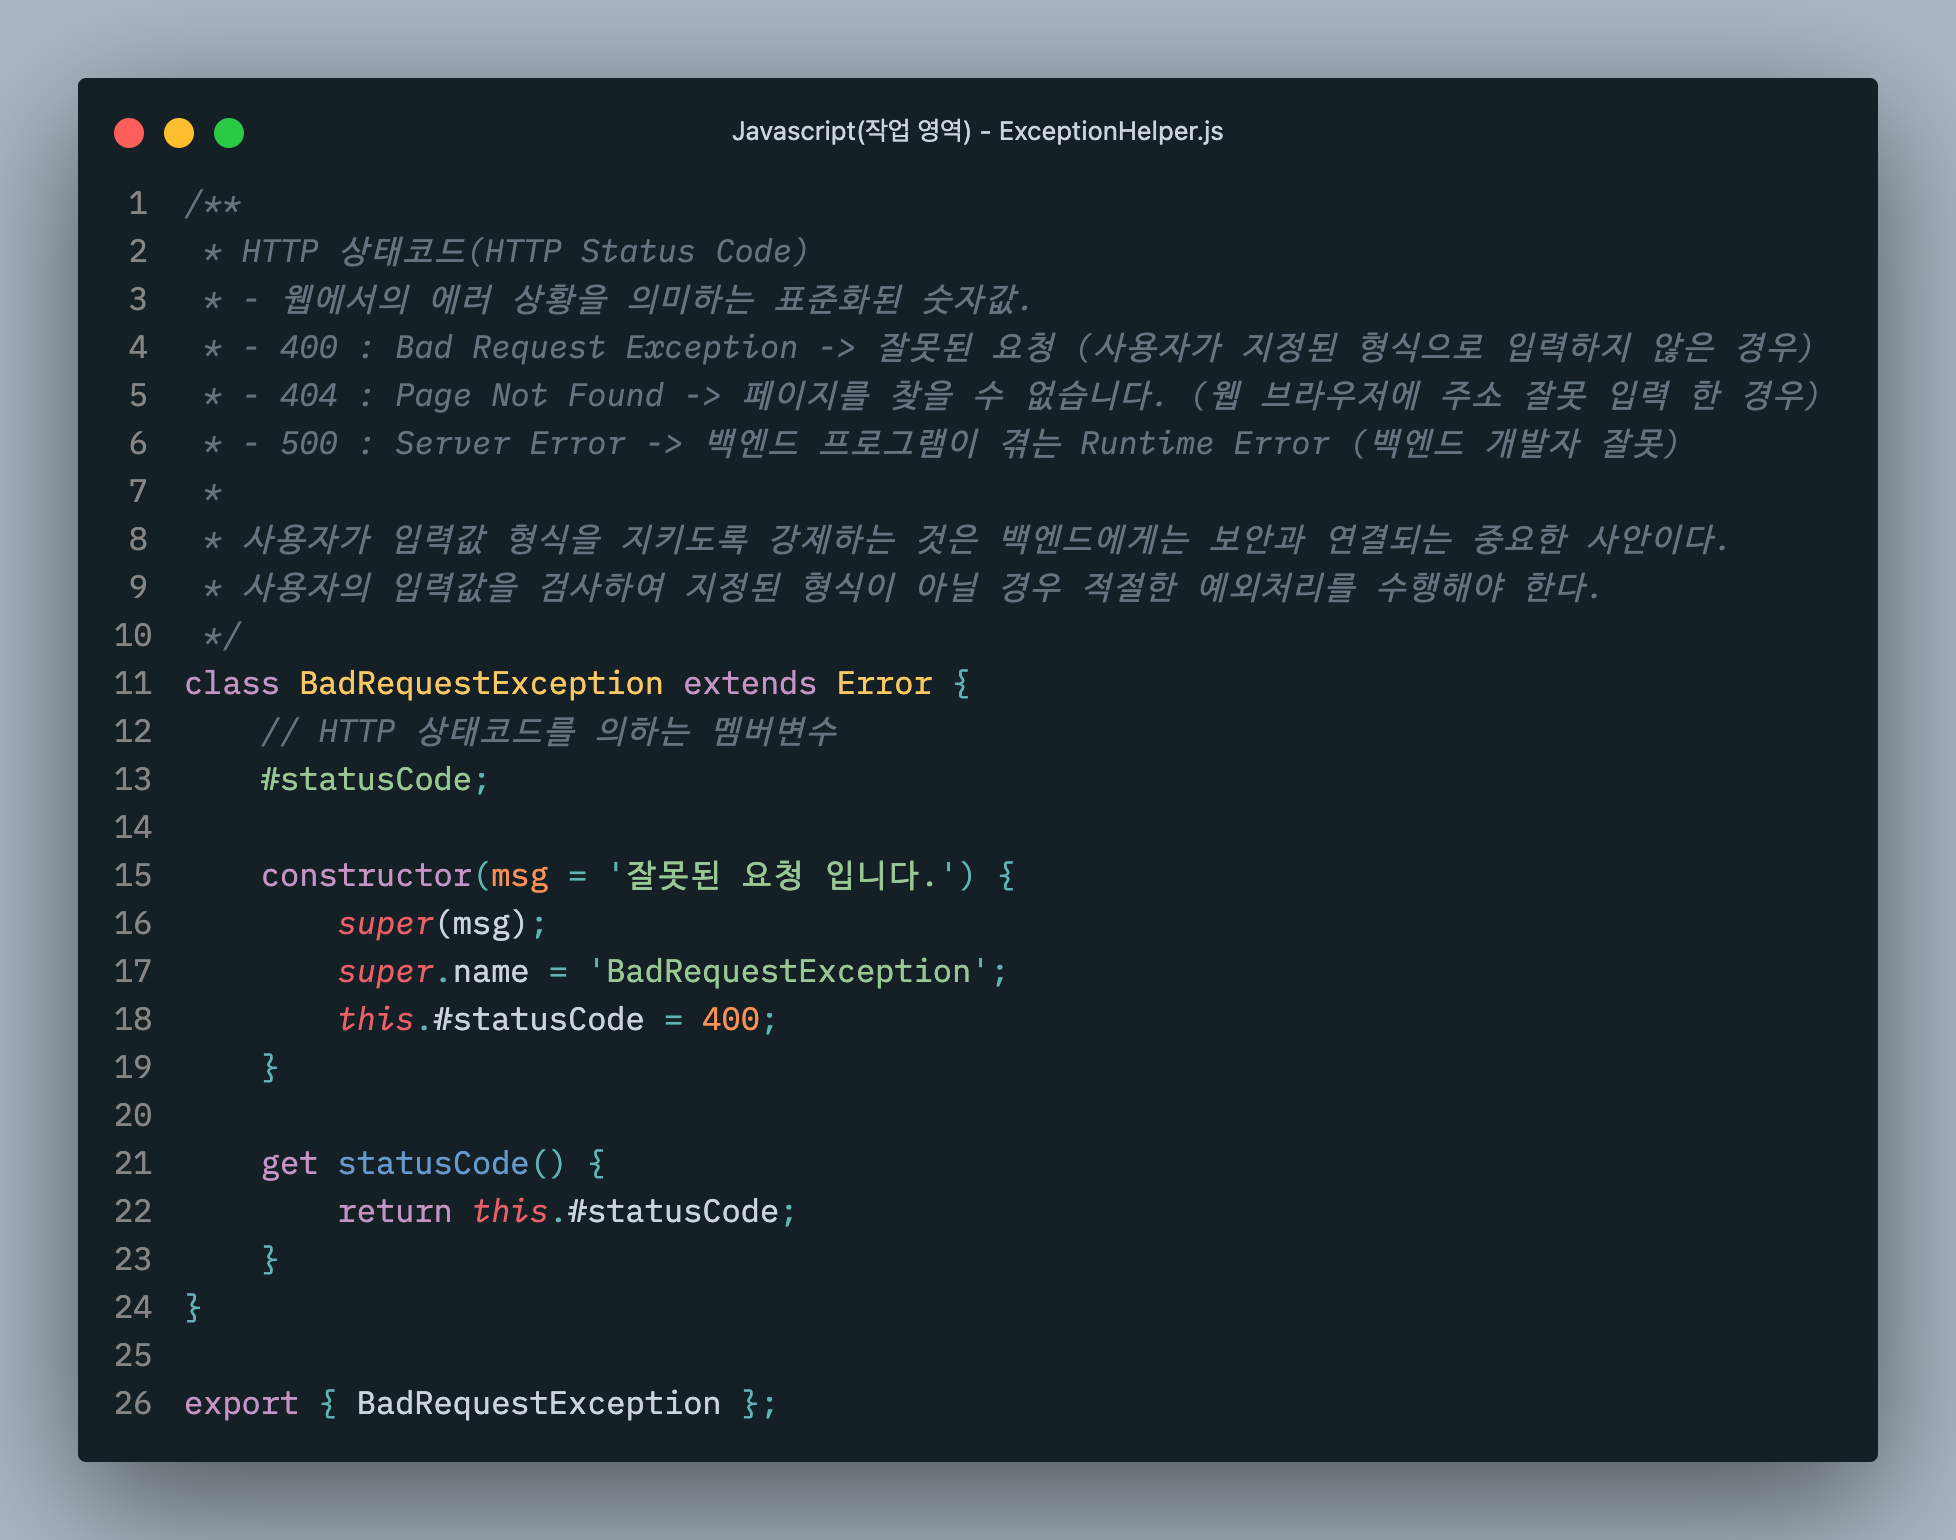 Javascript(작업 영역) - ExceptionHelper.js
1 /**
2  * HTTP 상태코드(HTTP Status Code)
3  * - 웹에서의 에러 상황을 의미하는 표준화된 숫자값.
4  * - 400 : Bad Request Exception -> 잘못된 요청 (사용자가 지정된 형식으로 입력하지 않은 경우)
5  * - 404 : Page Not Found -> 페이지를 찾을 수 없습니다. (웹 브라우저에 주소 잘못 입력 한 경우)
6  * - 500 : Server Error -> 백엔드 프로그램이 겪는 Runtime Error (백엔드 개발자 잘못)
7  *
8  * 사용자가 입력값 형식을 지키도록 강제하는 것은 백엔드에게는 보안과 연결되는 중요한 사안이다.
9  * 사용자의 입력값을 검사하여 지정된 형식이 아닐 경우 적절한 예외처리를 수행해야 한다.
10  */
11 class BadRequestException extends Error {
12     // HTTP 상태코드를 의하는 멤버변수
13     #statusCode;
14
15     constructor(msg = '잘못된 요청 입니다.') {
16         super(msg);
17         super.name = 'BadRequestException';
18         this.#statusCode = 400;
19     }
20
21     get statusCode() {
22         return this.#statusCode;
23     }
24 }
25
26 export { BadRequestException };